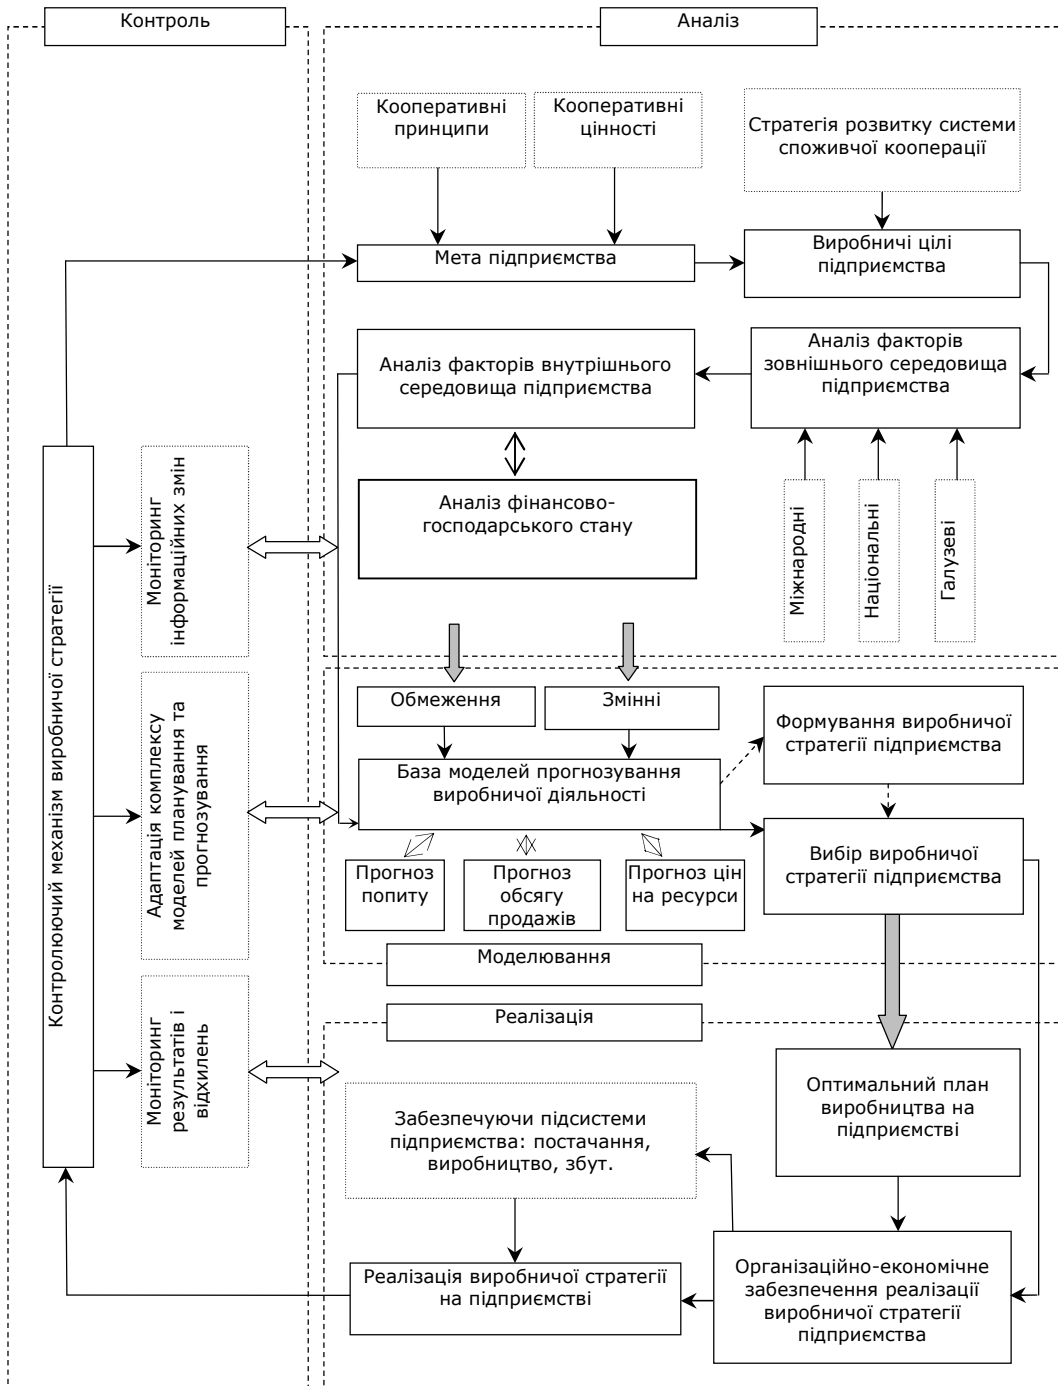 Контроль
Аналіз
Кооперативні
принципи
Кооперативні
цінності
Стратегія розвитку системи
споживчої кооперації
Мета підприємства
Виробничі цілі
підприємства
Аналіз факторів внутрішнього
середовища підприємства
Аналіз факторів
зовнішнього середовища
підприємства
Аналіз фінансово-
господарського стану
Міжнародні
Національні
Галузеві
Контролюючий механізм виробничої стратегії
Моніторинг
інформаційних змін
Адаптація комплексу
моделей планування та
прогнозування
Моніторинг
результатів і
відхилень
Обмеження
Змінні
Формування виробничої
стратегії підприємства
База моделей прогнозування
виробничої діяльності
Вибір виробничої
стратегії підприємства
Прогноз
попиту
Прогноз
обсягу
продажів
Прогноз цін
на ресурси
Моделювання
Реалізація
Оптимальний план
виробництва на
підприємстві
Забезпечуючи підсистеми
підприємства: постачання,
виробництво, збут.
Реалізація виробничої стратегії
на підприємстві
Організаційно-економічне
забезпечення реалізації
виробничої стратегії
підприємства